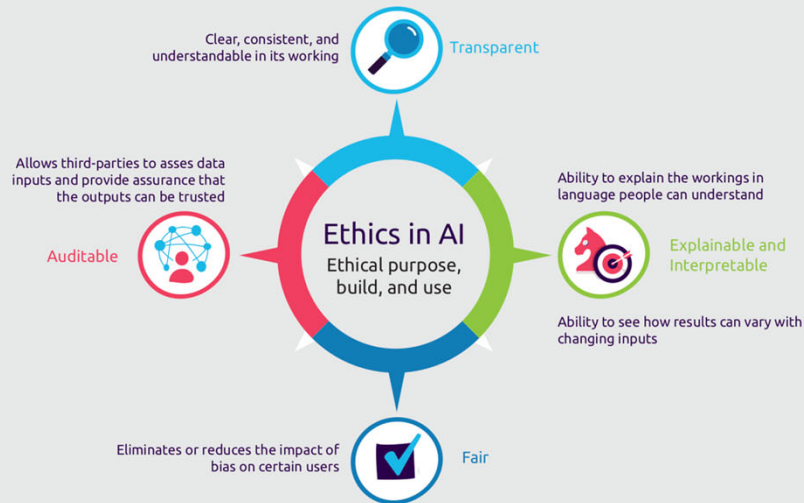 Clear, consistent, and
understandable in its working
Transparent
Allows third-parties to asses data
inputs and provide assurance that
the outputs can be trusted
Auditable
Ethics in AI
Ethical purpose,
build, and use
Ability to explain the workings in
language people can understand
Explainable and
Interpretable
Ability to see how results can vary with
changing inputs
Eliminates or reduces the impact of
bias on certain users
Fair